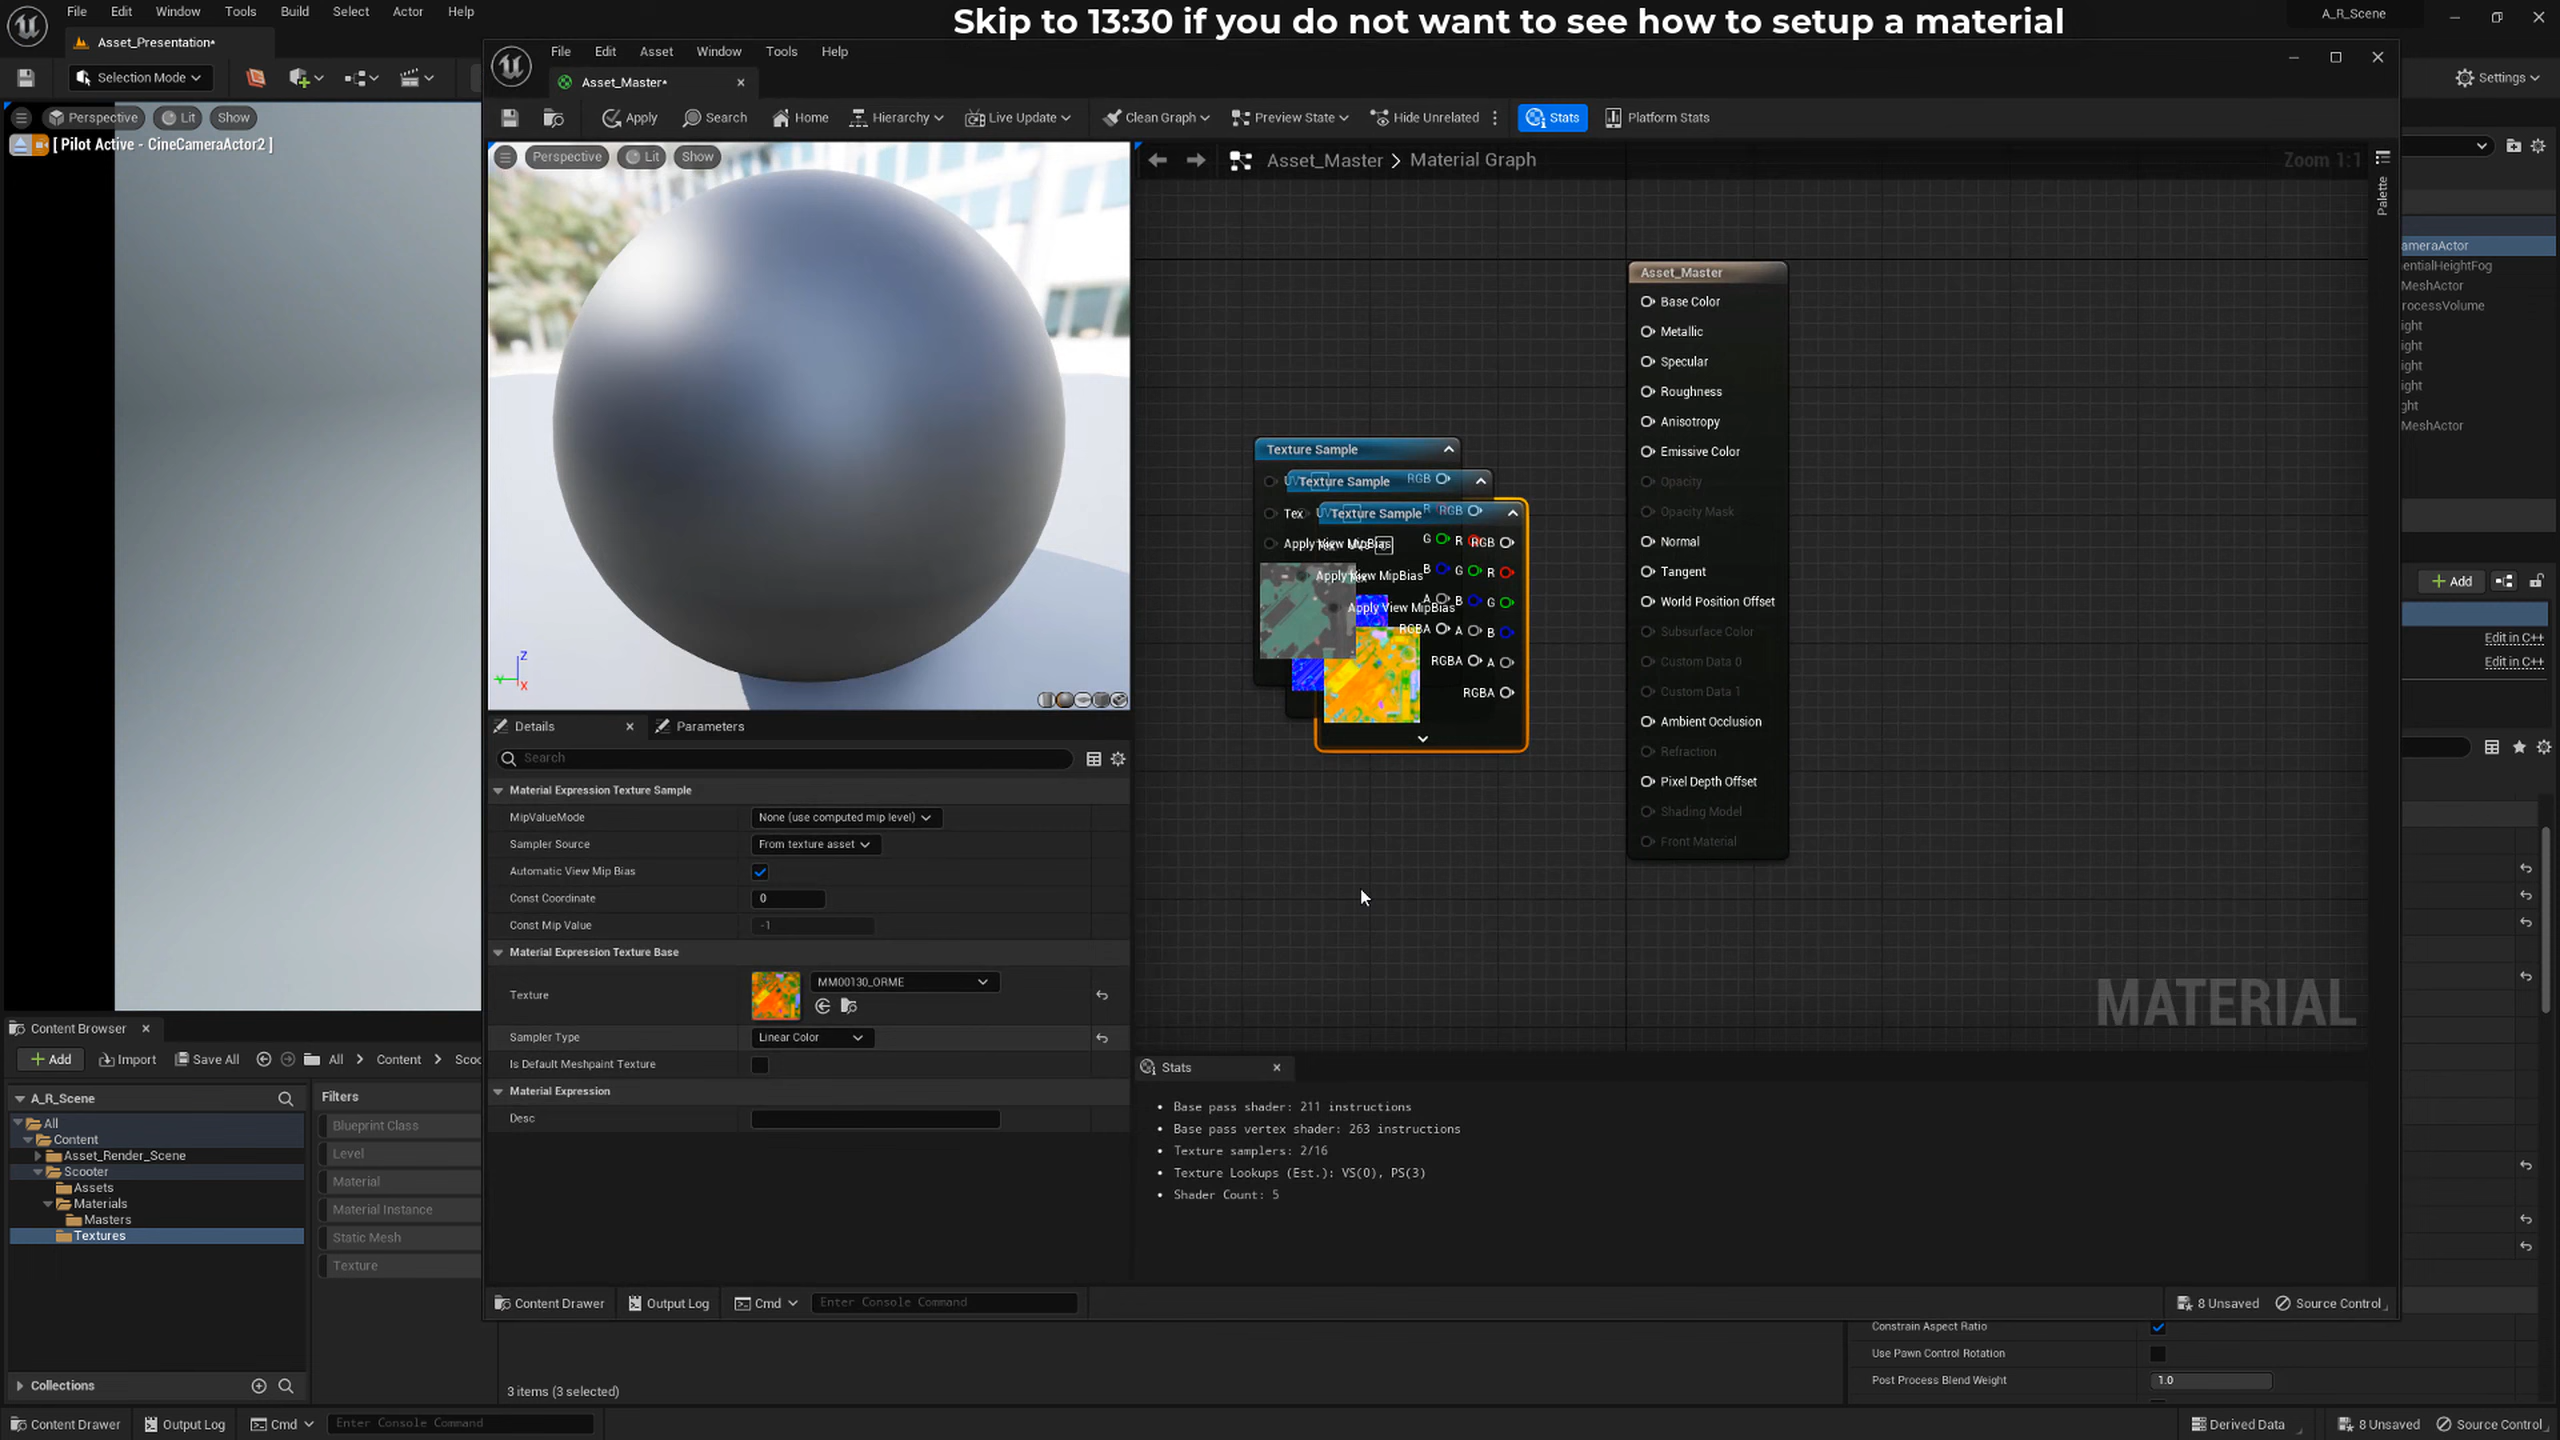 Skip to 13:30 if you do not want to see how to setup a material
File Edit Window Tools Build Select Actor Help
A_R_Scene
Asset_Presentation*
Selection Mode
Settings
Perspective Lit Show
[ Pilot Active - CineCameraActor2 ]
File Edit Asset Window Tools Help
Asset_Master*
Apply Search Home Hierarchy Live Update Clean Graph Preview State Hide Unrelated Stats Platform Stats
Perspective Lit Show
Asset_Master > Material Graph
Zoom 1:1
Palette
Z
Y
X
Asset_Master
Base Color
Metallic
Specular
Roughness
Anisotropy
Emissive Color
Opacity
Opacity Mask
Normal
Tangent
World Position Offset
Subsurface Color
Custom Data 0
Custom Data 1
Ambient Occlusion
Refraction
Pixel Depth Offset
Shading Model
Front Material
Texture Sample
Texture Sample RGB
Tex Texture Sample R RGB
Apply View MipBias G R RGB
Apply View MipBias B G R
Apply View MipBias A B G
RGBA A B
RGBA A
RGBA
MATERIAL
Details Parameters
Search
Material Expression Texture Sample
MipValueMode None (use computed mip level)
Sampler Source From texture asset
Automatic View Mip Bias
Const Coordinate 0
Const Mip Value -1
Material Expression Texture Base
Texture MM00130_ORME
Sampler Type Linear Color
Is Default Meshpaint Texture
Material Expression
Desc
Stats
Base pass shader: 211 instructions
Base pass vertex shader: 263 instructions
Texture samplers: 2/16
Texture Lookups (Est.): VS(0), PS(3)
Shader Count: 5
Content Drawer Output Log Cmd Enter Console Command 8 Unsaved Source Control
ameraActor
entialHeightFog
MeshActor
rocessVolume
ight
ight
ight
ight
ght
MeshActor
Add
Edit in C++
Edit in C++
Content Browser
Add Import Save All All > Content > Scoo
A_R_Scene
All
Content
Asset_Render_Scene
Scooter
Assets
Materials
Masters
Textures
Filters
Blueprint Class
Level
Material
Material Instance
Static Mesh
Texture
Collections
3 items (3 selected)
Constrain Aspect Ratio
Use Pawn Control Rotation
Post Process Blend Weight 1.0
Content Drawer Output Log Cmd Enter Console Command Derived Data 8 Unsaved Source Control